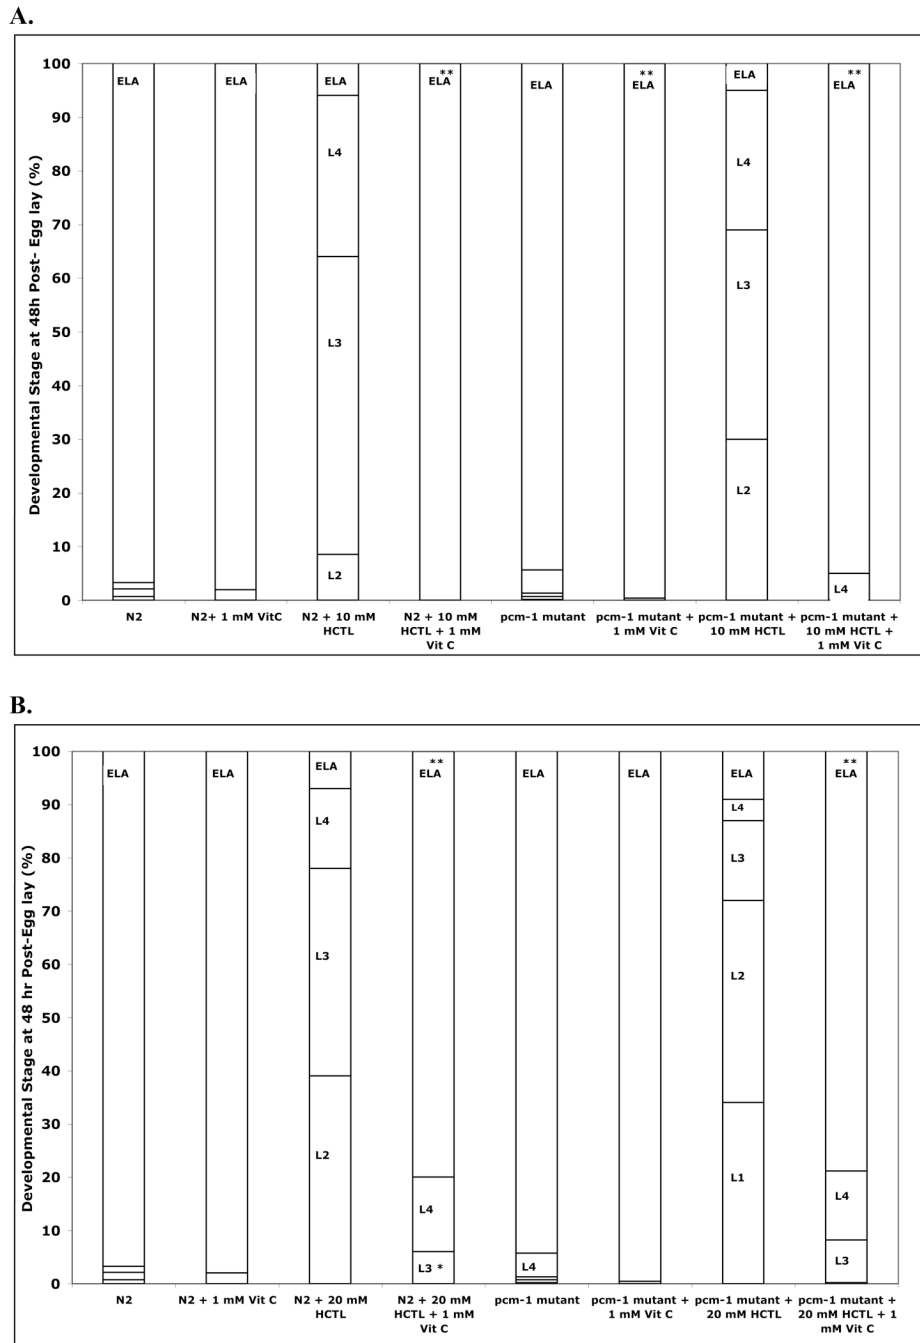 A.
Developmental Stage at 48h Post- Egg lay (%)
100
90
80
70
60
50
40
30
20
10
0
ELA
ELA
ELA
L4
L3
L2
**
ELA
ELA
**
ELA
ELA
L4
L3
L2
**
ELA
L4
N2
N2+ 1 mM VitC
N2 + 10 mM
HCTL
N2 + 10 mM
HCTL + 1 mM
Vit C
pcm-1 mutant
pcm-1 mutant +
1 mM Vit C
pcm-1 mutant +
10 mM HCTL
pcm-1 mutant +
10 mM HCTL +
1 mM Vit C
B.
Developmental Stage at 48 hr Post-Egg lay (%)
100
90
80
70
60
50
40
30
20
10
0
ELA
ELA
ELA
L4
L3
L2
**
ELA
L4
L3 *
ELA
L4
ELA
ELA
L4
L3
L2
L1
**
ELA
L4
L3
N2
N2 + 1 mM Vit C
N2 + 20 mM
HCTL
N2 + 20 mM
HCTL + 1 mM
Vit C
pcm-1 mutant
pcm-1 mutant +
1 mM Vit C
pcm-1 mutant +
20 mM HCTL
pcm-1 mutant +
20 mM HCTL + 1
mM Vit C